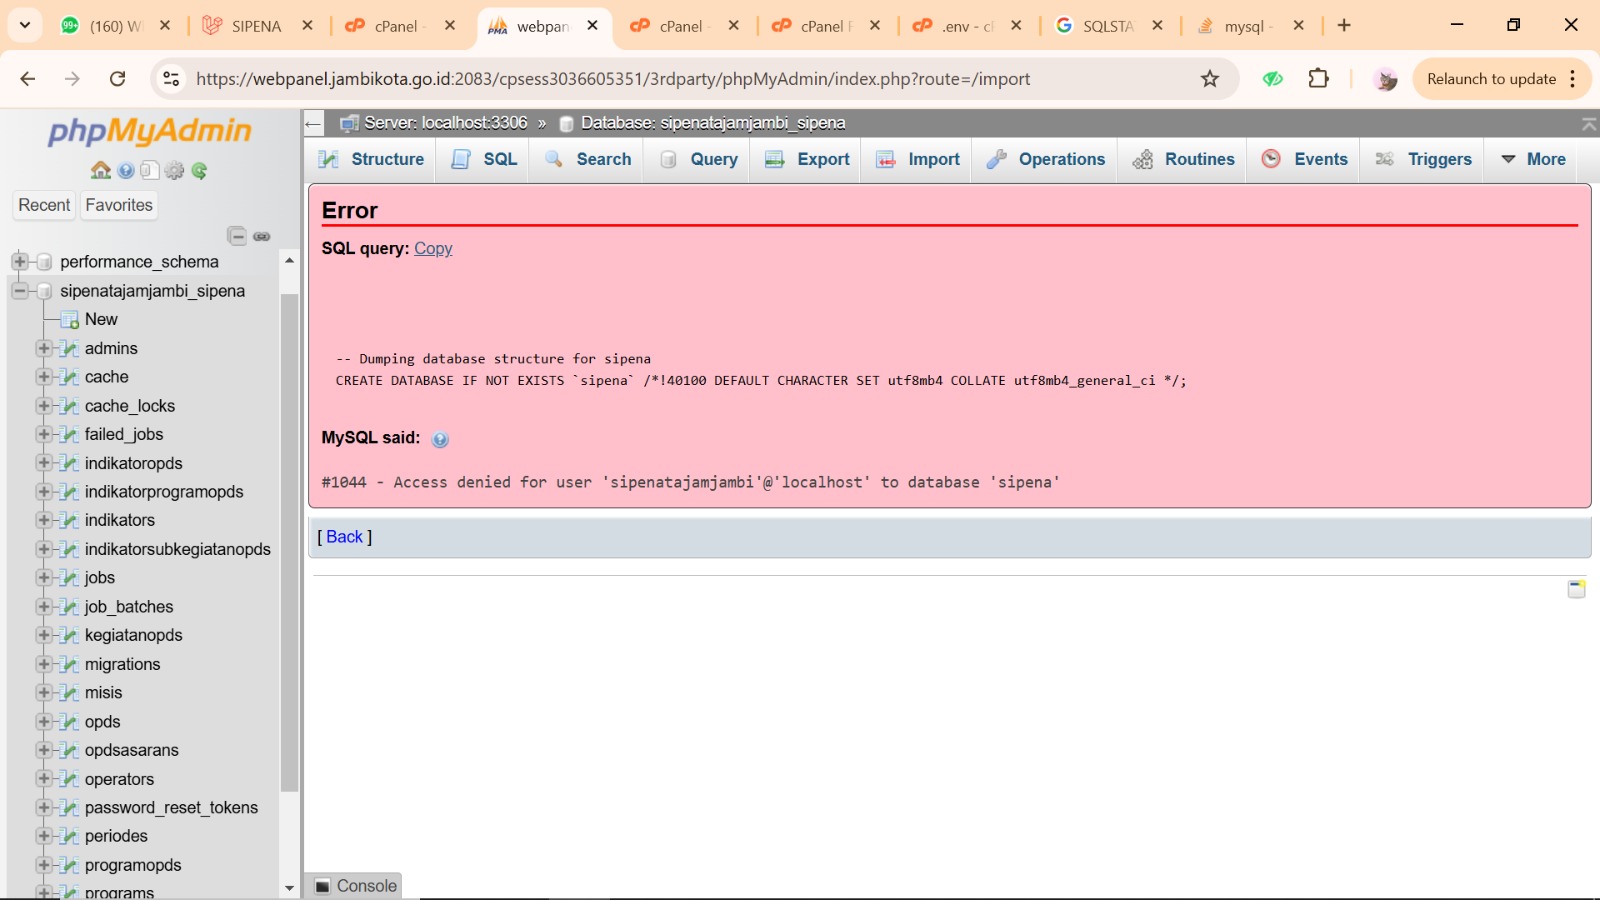 (160) W
SIPENA
cPanel -
webpan
cPanel -
cPanel F
.env - cP
SQLSTA
mysql -
https://webpanel.jambikota.go.id:2083/cpsess3036605351/3rdparty/phpMyAdmin/index.php?route=/import
Relaunch to update
phpMyAdmin
Recent
Favorites
performance_schema
sipenatajamjambi_sipena
New
admins
cache
cache_locks
failed_jobs
indikatoropds
indikatorprogramopds
indikators
indikatorsubkegiatanopds
jobs
job_batches
kegiatanopds
migrations
misis
opds
opdsasarans
operators
password_reset_tokens
periodes
programopds
programs
Server: localhost:3306 » Database: sipenatajamjambi_sipena
Structure
SQL
Search
Query
Export
Import
Operations
Routines
Events
Triggers
More
Error
SQL query: Copy
-- Dumping database structure for sipena
CREATE DATABASE IF NOT EXISTS `sipena` /*!40100 DEFAULT CHARACTER SET utf8mb4 COLLATE utf8mb4_general_ci */;
MySQL said:
#1044 - Access denied for user 'sipenatajamjambi'@'localhost' to database 'sipena'
[ Back ]
Console